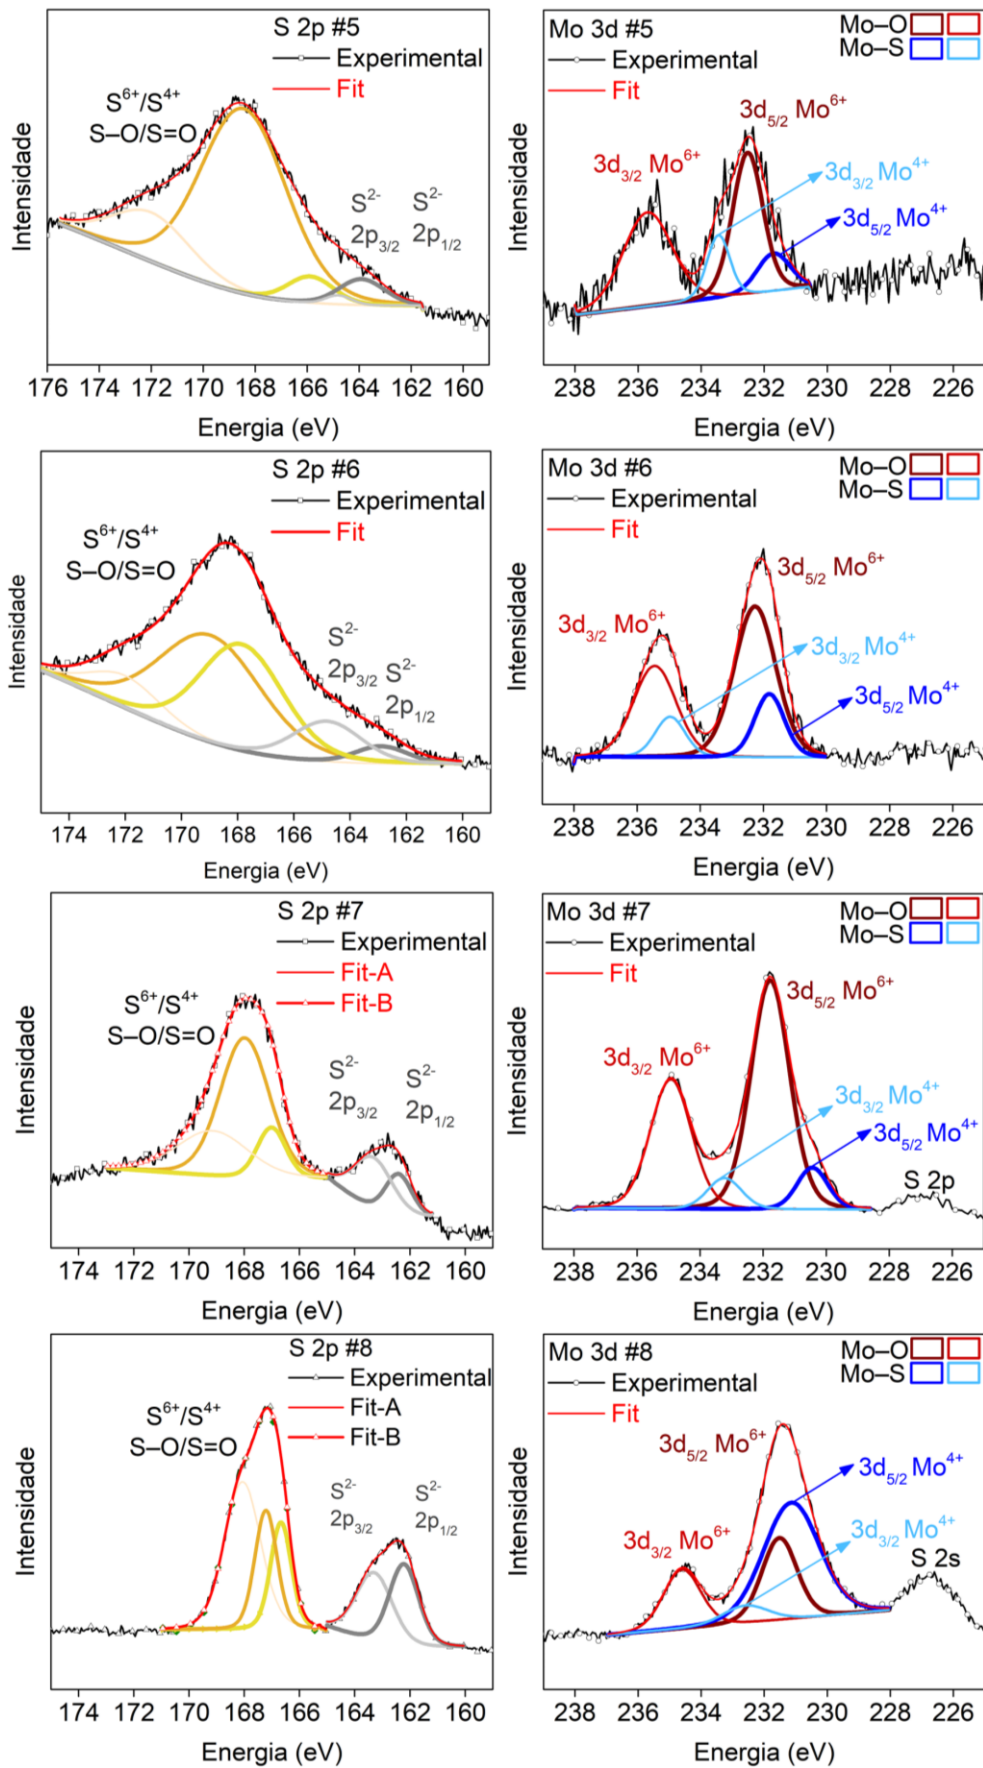 S 2p #5
Experimental
Fit
S⁶⁺/S⁴⁺
S–O/S=O
S²⁻ S²⁻
2p₃/₂ 2p₁/₂
Intensidade
176 174 172 170 168 166 164 162 160
Energia (eV)
Mo 3d #5
Experimental
Fit
Mo–O
Mo–S
3d₅/₂ Mo⁶⁺
3d₃/₂ Mo⁶⁺
3d₃/₂ Mo⁴⁺
3d₅/₂ Mo⁴⁺
Intensidade
238 236 234 232 230 228 226
Energia (eV)
S 2p #6
Experimental
Fit
S⁶⁺/S⁴⁺
S–O/S=O
S²⁻
2p₃/₂ S²⁻
2p₁/₂
Intensidade
174 172 170 168 166 164 162 160
Energia (eV)
Mo 3d #6
Experimental
Fit
Mo–O
Mo–S
3d₅/₂ Mo⁶⁺
3d₃/₂ Mo⁶⁺
3d₃/₂ Mo⁴⁺
3d₅/₂ Mo⁴⁺
Intensidade
238 236 234 232 230 228 226
Energia (eV)
S 2p #7
Experimental
Fit-A
Fit-B
S⁶⁺/S⁴⁺
S–O/S=O
S²⁻ S²⁻
2p₃/₂ 2p₁/₂
Intensidade
174 172 170 168 166 164 162 160
Energia (eV)
Mo 3d #7
Experimental
Fit
Mo–O
Mo–S
3d₅/₂ Mo⁶⁺
3d₃/₂ Mo⁶⁺
3d₃/₂ Mo⁴⁺
3d₅/₂ Mo⁴⁺
S 2p
Intensidade
238 236 234 232 230 228 226
Energia (eV)
S 2p #8
Experimental
Fit-A
Fit-B
S⁶⁺/S⁴⁺
S–O/S=O
S²⁻ S²⁻
2p₃/₂ 2p₁/₂
Intensidade
174 172 170 168 166 164 162 160
Energia (eV)
Mo 3d #8
Experimental
Fit
Mo–O
Mo–S
3d₅/₂ Mo⁶⁺
3d₅/₂ Mo⁴⁺
3d₃/₂ Mo⁶⁺
3d₃/₂ Mo⁴⁺
S 2s
Intensidade
238 236 234 232 230 228 226
Energia (eV)